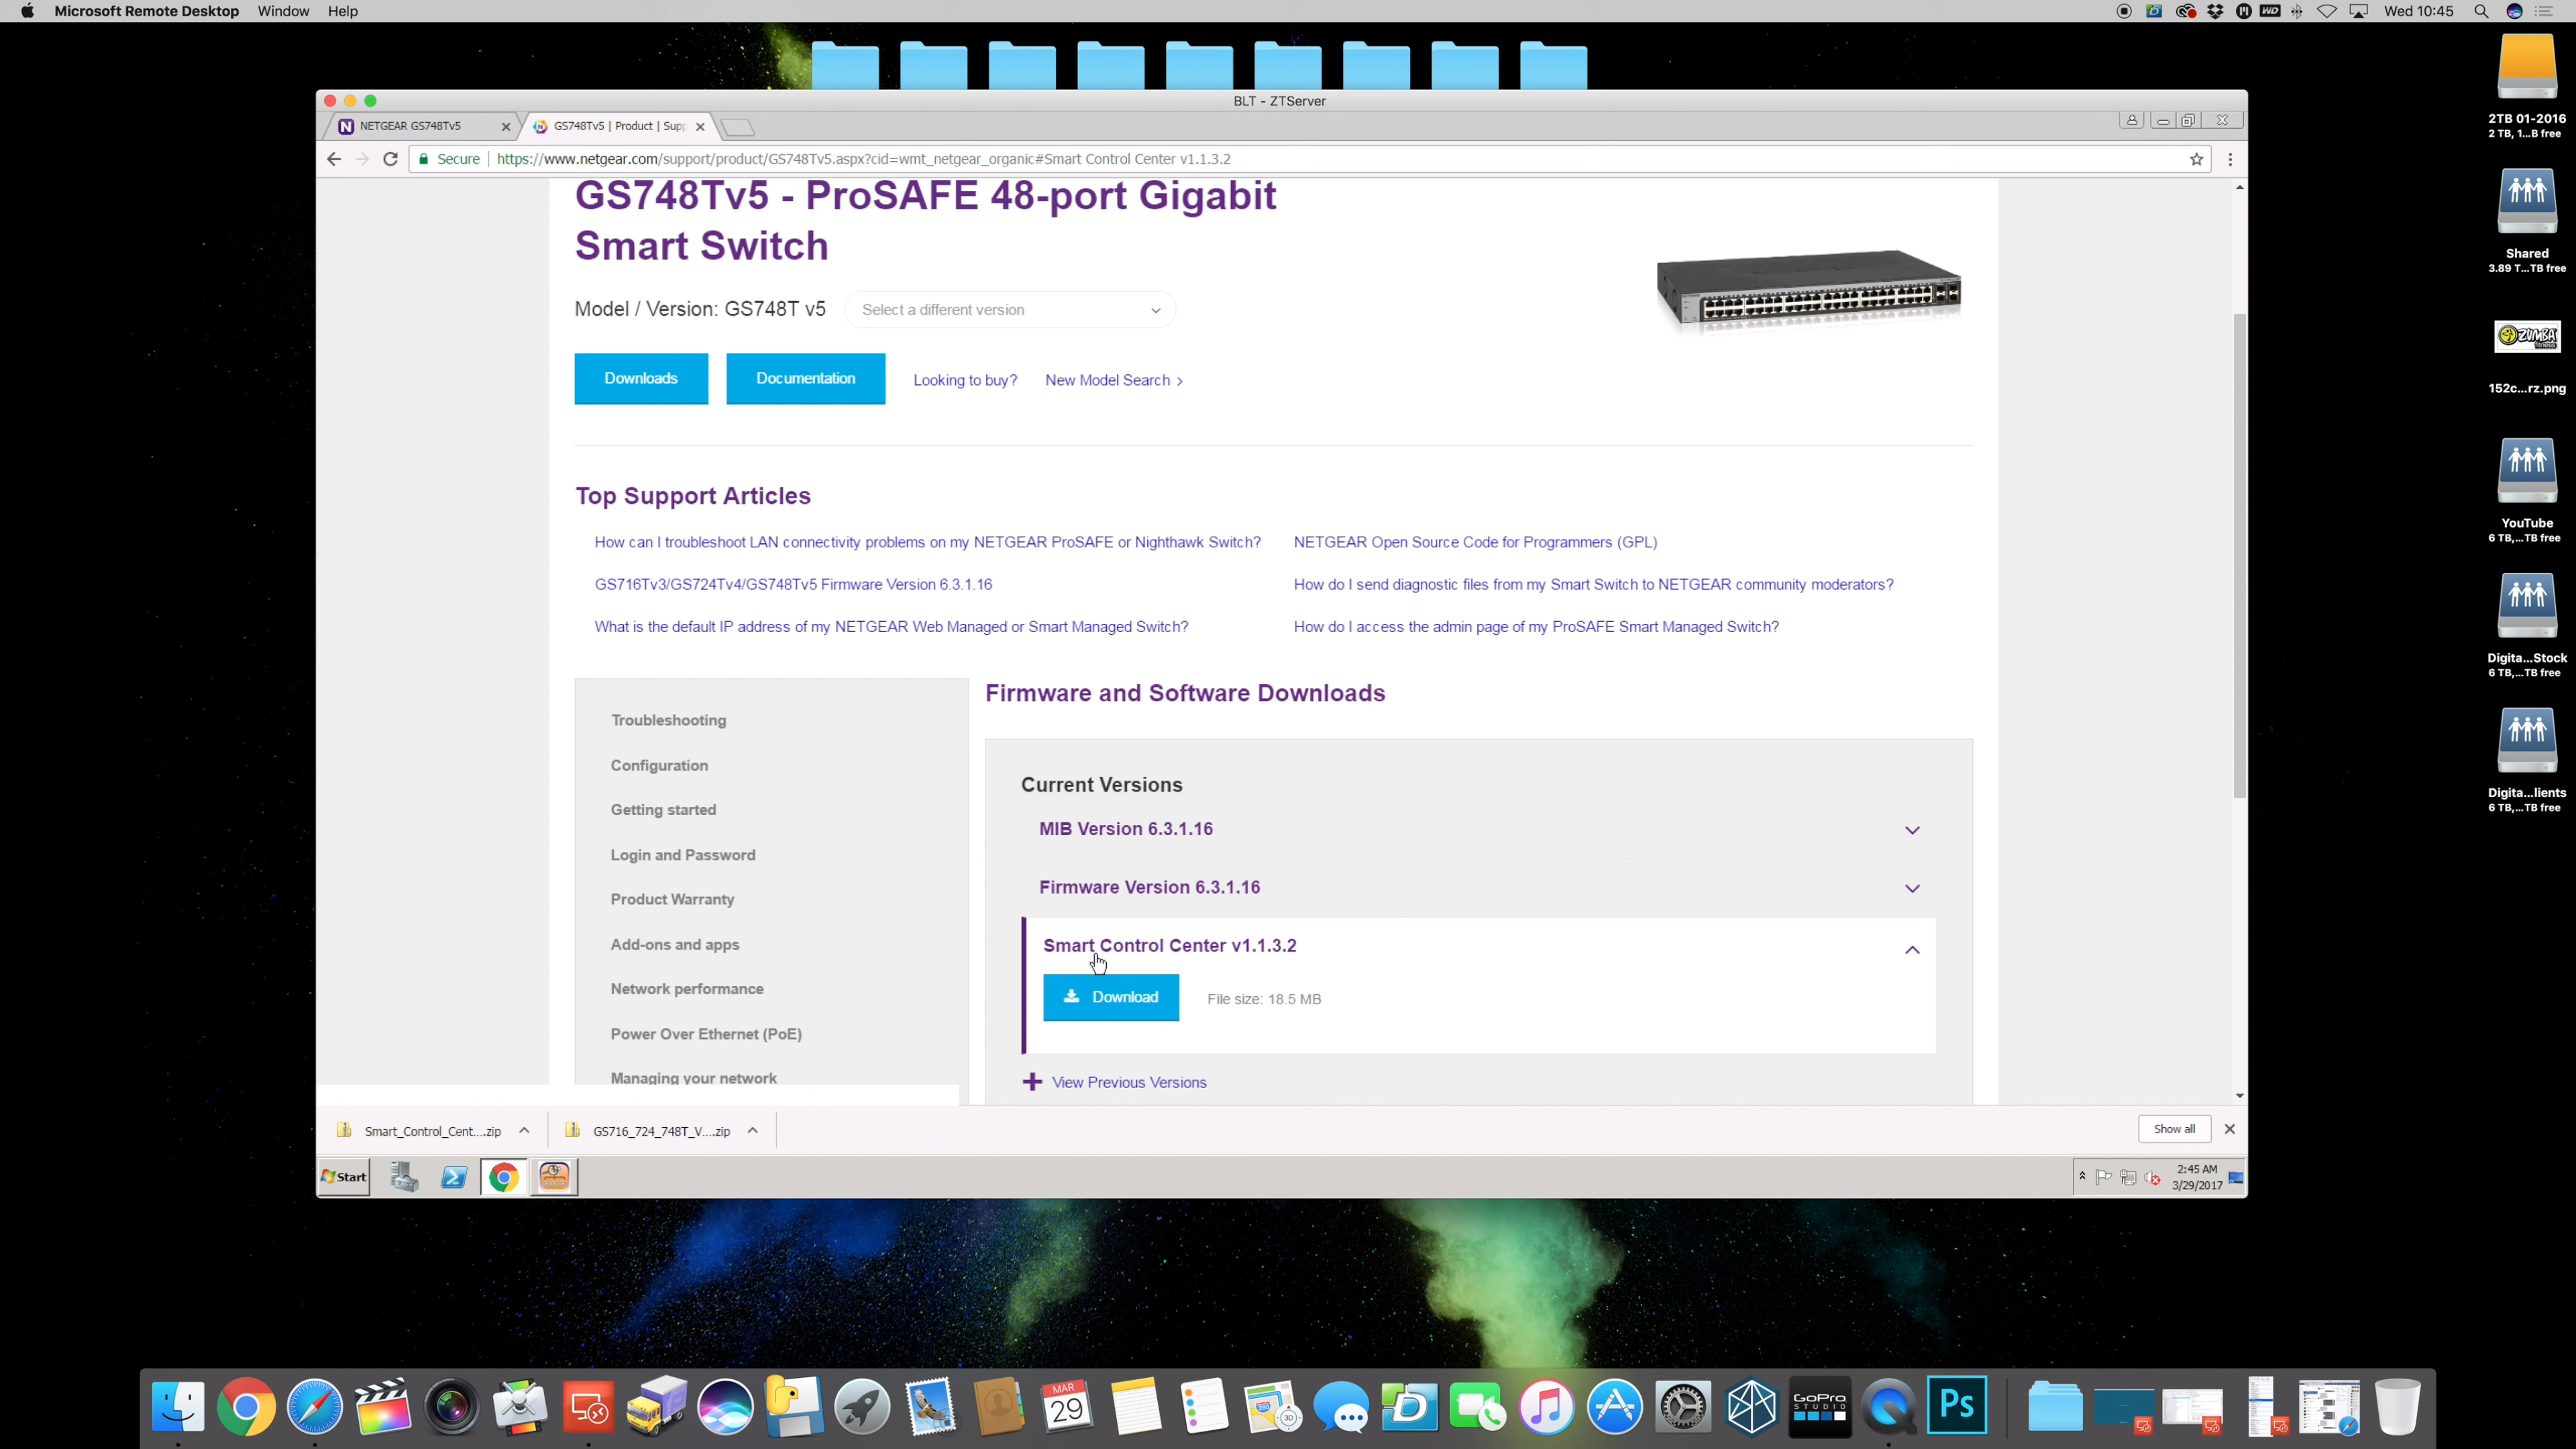 Microsoft Remote Desktop Window Help
WD Wed 10:45
BLT - ZTServer
NETGEAR GS748Tv5
GS748Tv5 | Product | Supp
Secure https://www.netgear.com/support/product/GS748Tv5.aspx?cid=wmt_netgear_organic#Smart Control Center v1.1.3.2
GS748Tv5 - ProSAFE 48-port Gigabit
Smart Switch
Model / Version: GS748T v5
Select a different version
Downloads
Documentation
Looking to buy?
New Model Search >
Top Support Articles
How can I troubleshoot LAN connectivity problems on my NETGEAR ProSAFE or Nighthawk Switch?
NETGEAR Open Source Code for Programmers (GPL)
GS716Tv3/GS724Tv4/GS748Tv5 Firmware Version 6.3.1.16
How do I send diagnostic files from my Smart Switch to NETGEAR community moderators?
What is the default IP address of my NETGEAR Web Managed or Smart Managed Switch?
How do I access the admin page of my ProSAFE Smart Managed Switch?
Troubleshooting
Configuration
Getting started
Login and Password
Product Warranty
Add-ons and apps
Network performance
Power Over Ethernet (PoE)
Managing your network
Firmware and Software Downloads
Current Versions
MIB Version 6.3.1.16
Firmware Version 6.3.1.16
Smart Control Center v1.1.3.2
Download
File size: 18.5 MB
View Previous Versions
Smart_Control_Cent....zip
GS716_724_748T_V....zip
Show all
Start
2:45 AM
3/29/2017
2TB 01-2016
2 TB, 1...B free
Shared
3.89 T...TB free
ZUMBA
fitness
152c...rz.png
YouTube
6 TB,...TB free
Digita...Stock
6 TB,...TB free
Digita...lients
6 TB,...TB free
MAR
29
280
3D
GoPro
STUDIO
Ps